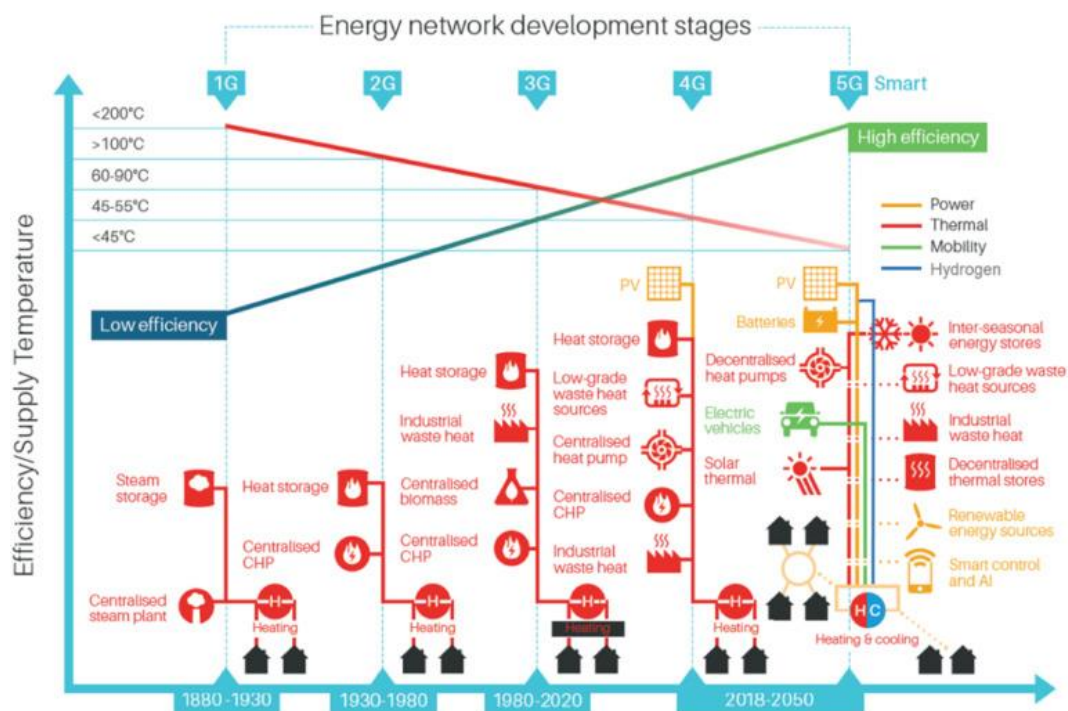 Energy network development stages
1G
2G
3G
4G
5G
Smart
Efficiency/Supply Temperature
<200°C
>100°C
60-90°C
45-55°C
<45°C
Low efficiency
High efficiency
Power
Thermal
Mobility
Hydrogen
Steam
storage
Centralised
steam plant
H
Heating
Heat storage
Centralised
CHP
H
Heating
Heat storage
Industrial
waste heat
Centralised
biomass
Centralised
CHP
H
Heating
PV
Heat storage
Low-grade
waste heat
sources
Centralised
heat pump
Centralised
CHP
Industrial
waste heat
H
Heating
PV
Batteries
Decentralised
heat pumps
Electric
vehicles
Solar
thermal
Inter-seasonal
energy stores
Low-grade waste
heat sources
Industrial
waste heat
Decentralised
thermal stores
Renewable
energy sources
Smart control
and AI
H C
Heating & cooling
1880-1930
1930-1980
1980-2020
2018-2050